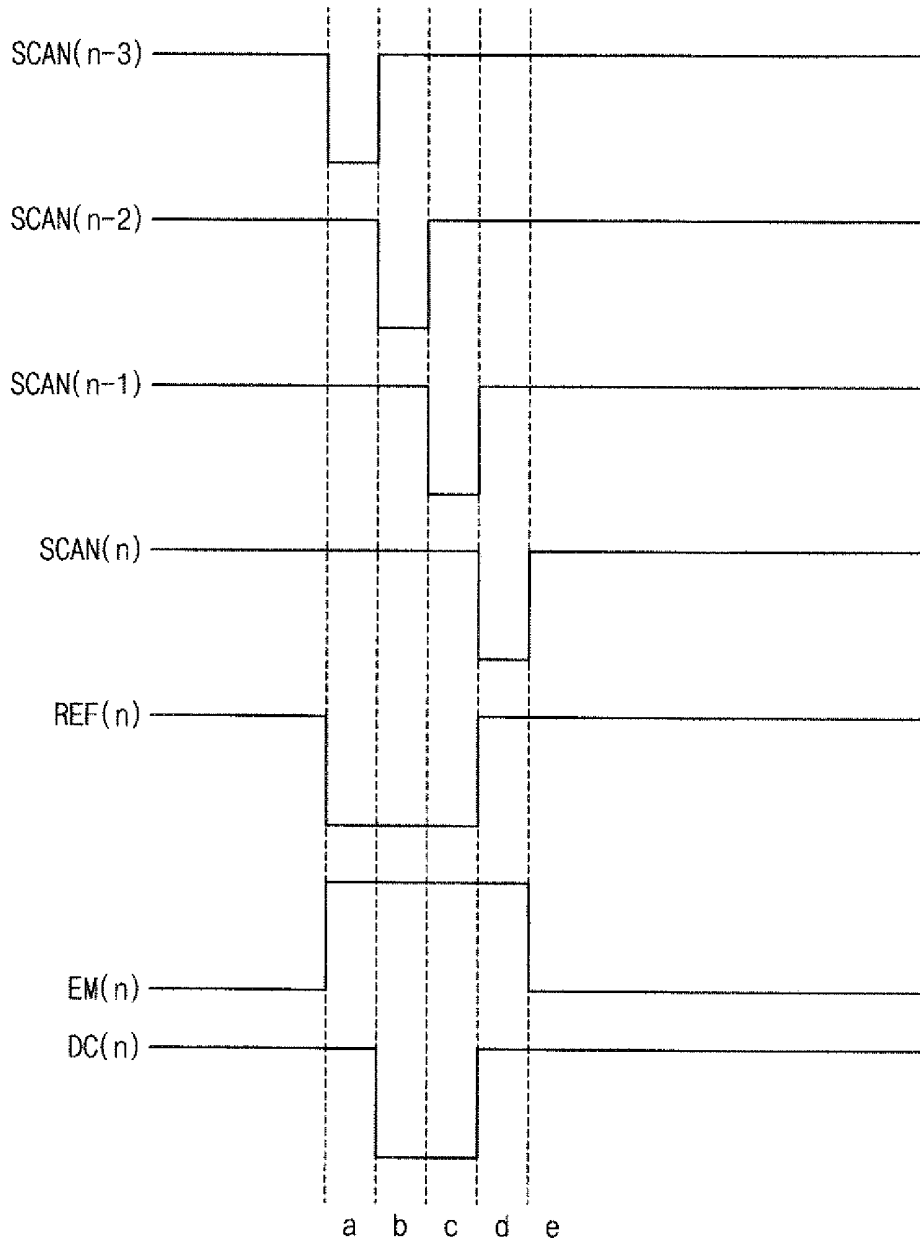 SCAN(n-3)
SCAN(n-2)
SCAN(n-1)
SCAN(n)
REF(n)
EM(n)
DC(n)
a b c d e